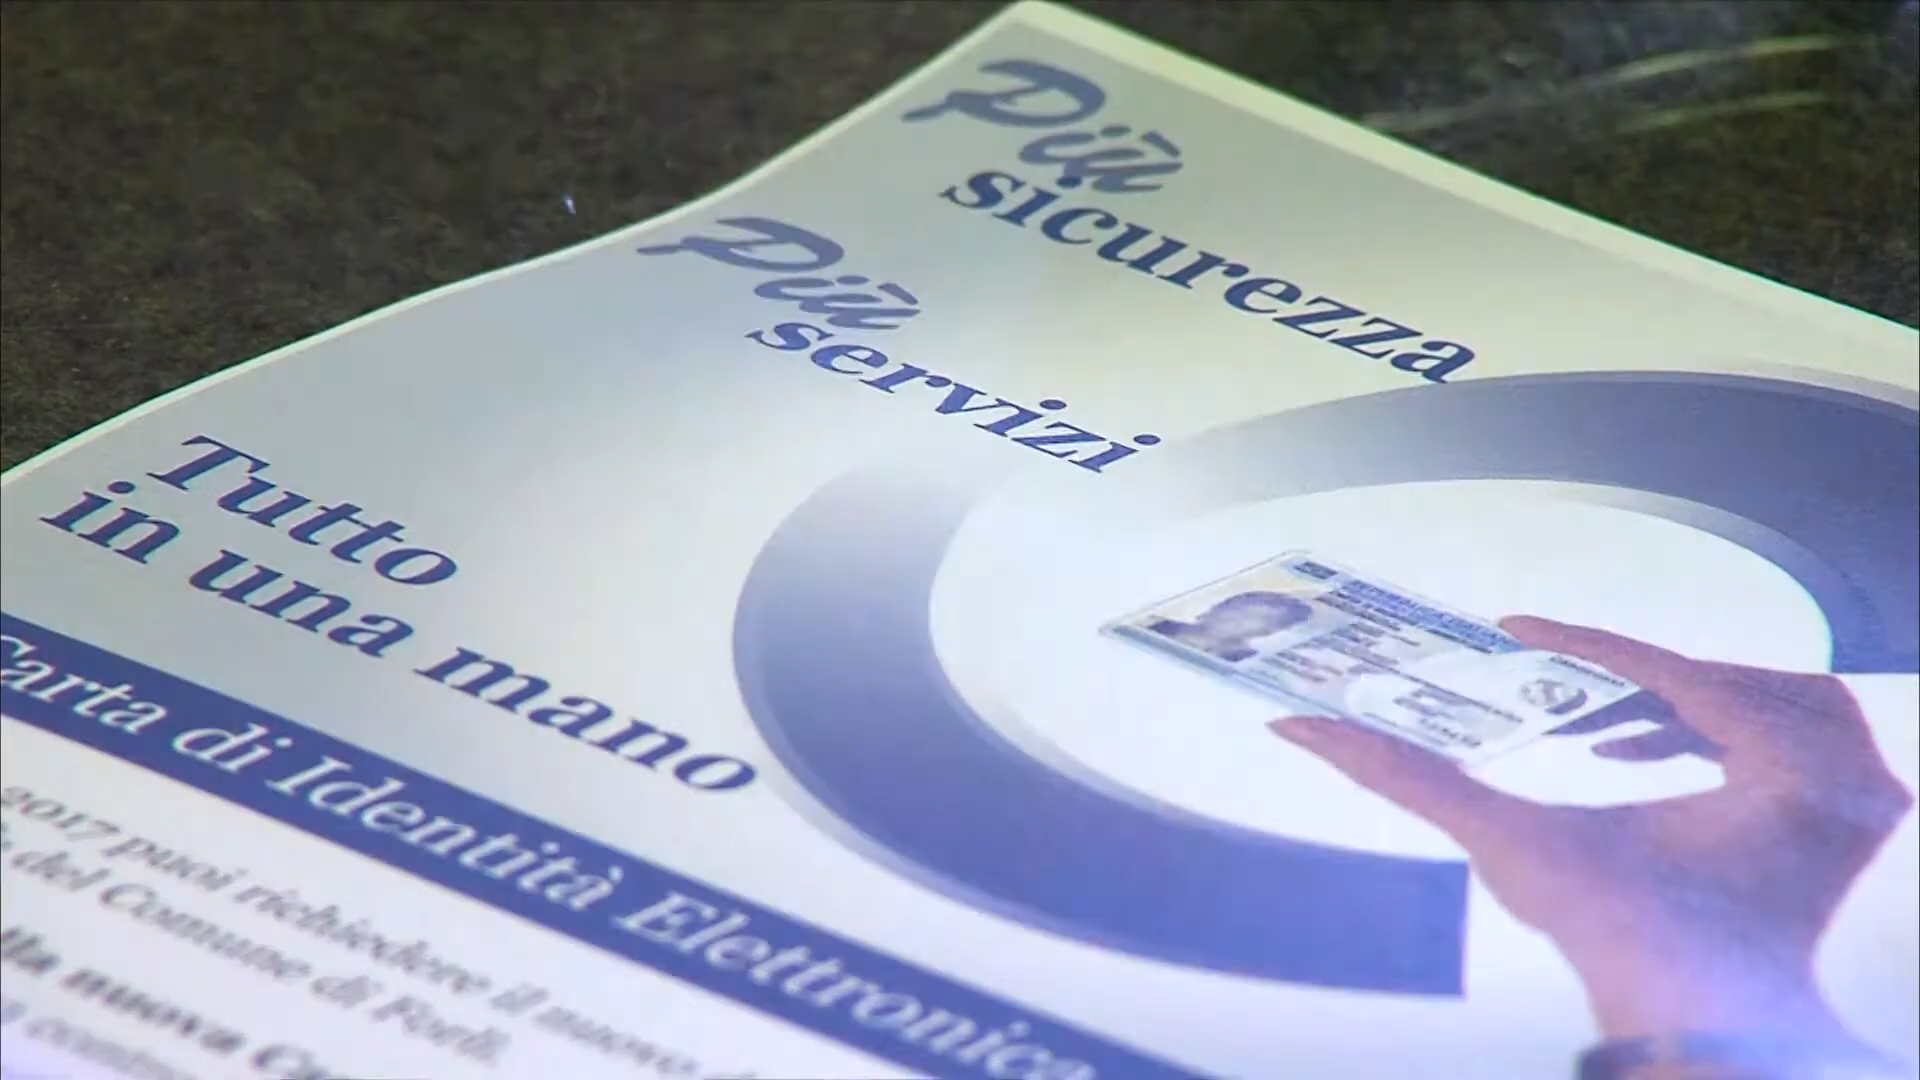 Più
sicurezza
Più
servizi
Tutto
in una mano
Carta di Identità Elettronica
2017 puoi richiedere il nuovo
del Comune di Forlì.
nuova